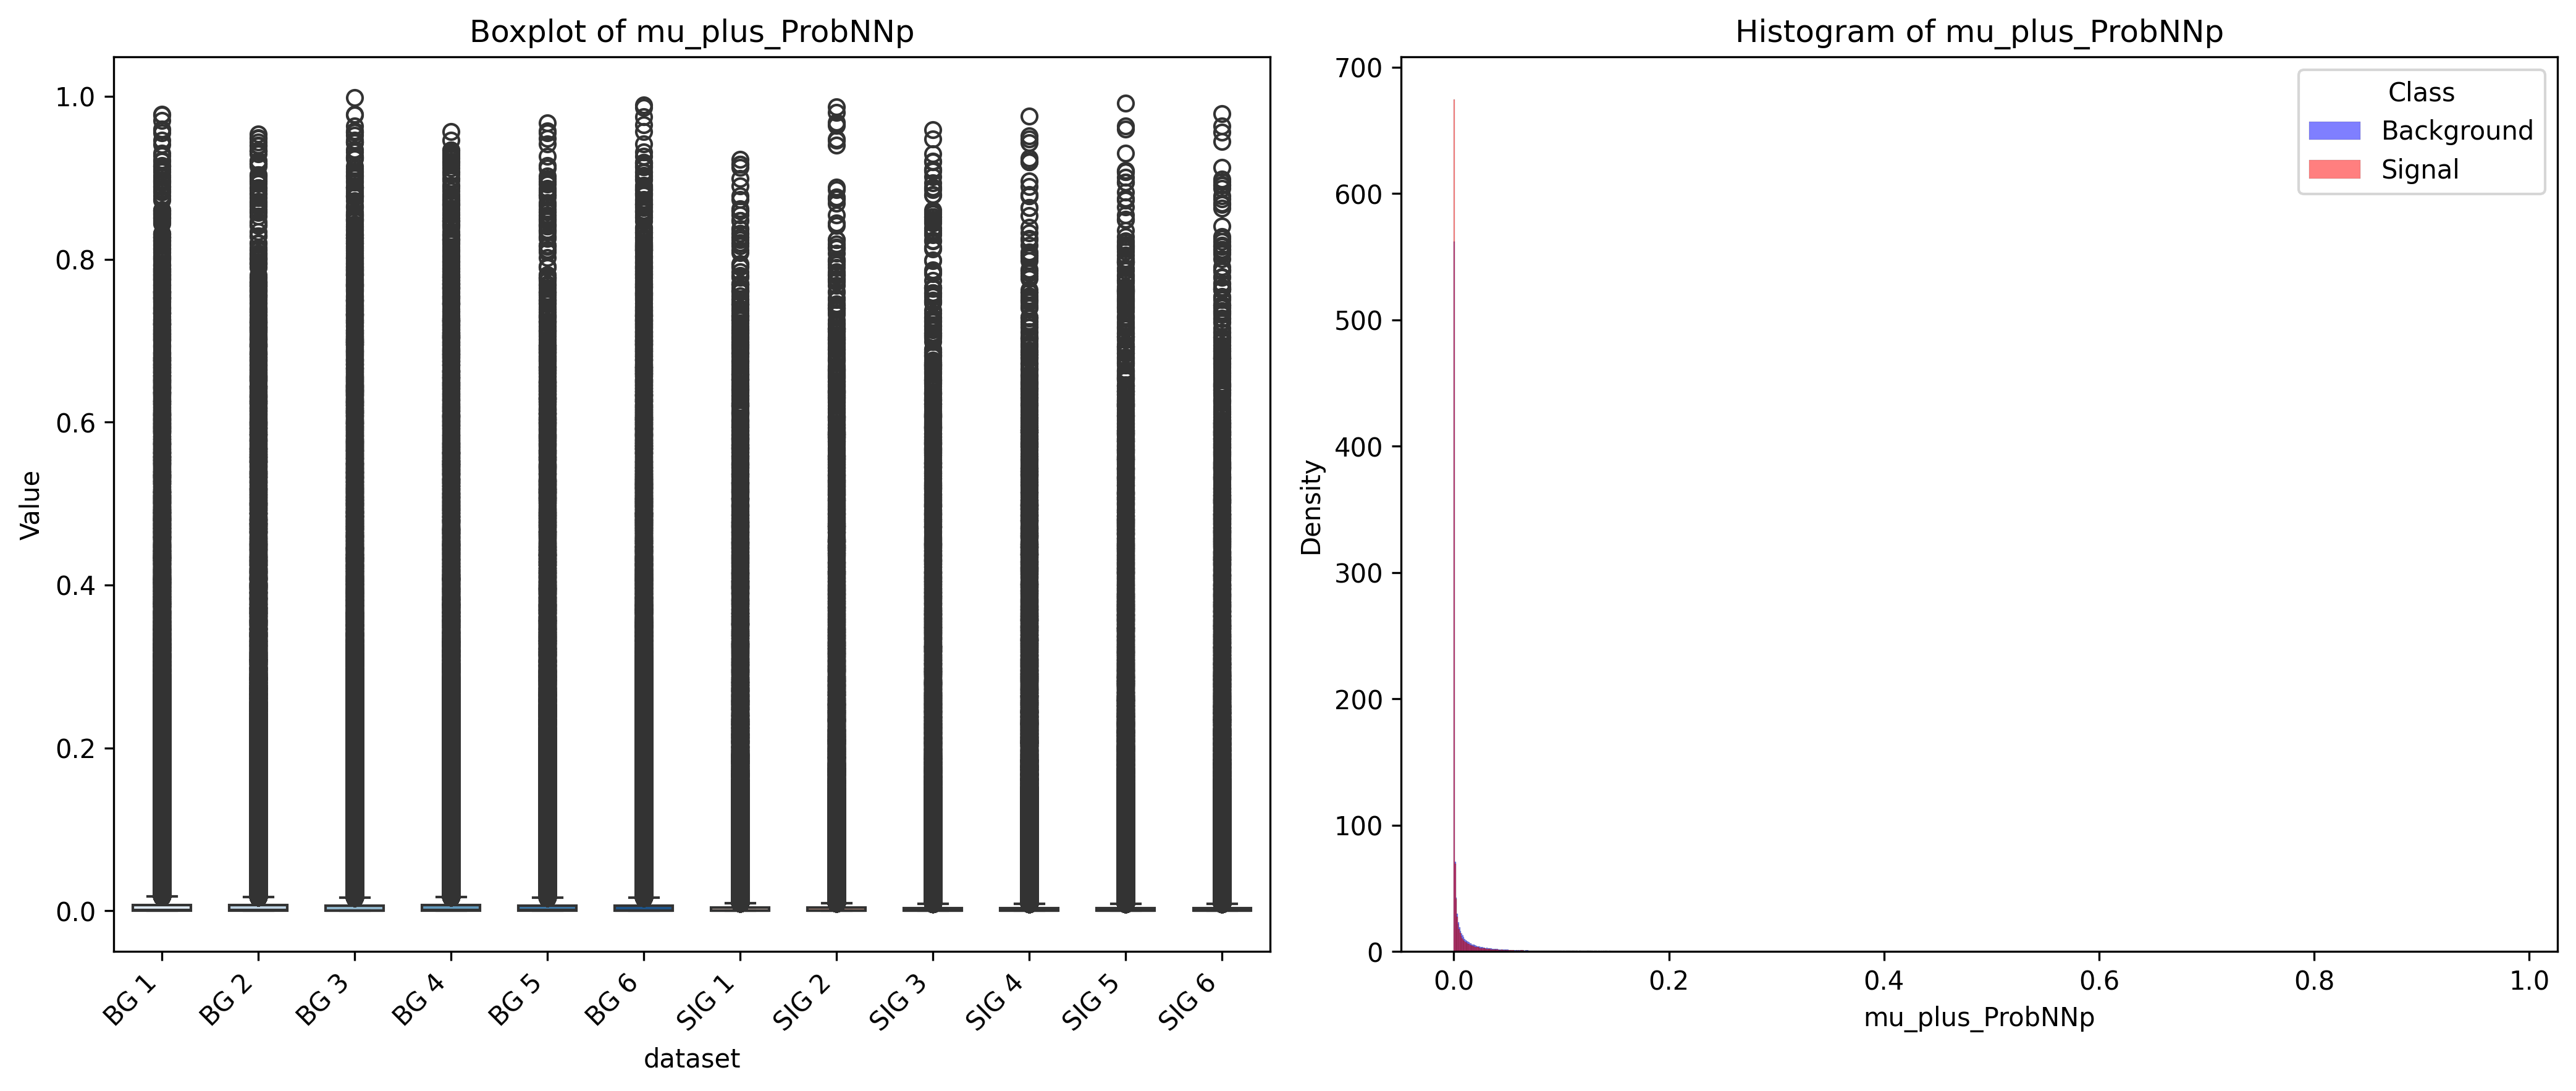 Boxplot of mu_plus_ProbNNp
Value
1.0
0.8
0.6
0.4
0.2
0.0
BG 1
BG 2
BG 3
BG 4
BG 5
BG 6
SIG 1
SIG 2
SIG 3
SIG 4
SIG 5
SIG 6
dataset
Histogram of mu_plus_ProbNNp
Density
700
600
500
400
300
200
100
0
Class
Background
Signal
0.0
0.2
0.4
0.6
0.8
1.0
mu_plus_ProbNNp